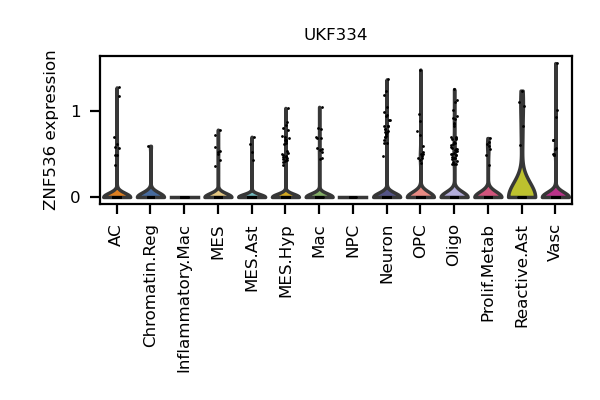 UKF334
ZNF536 expression
1
0
AC
Chromatin.Reg
Inflammatory.Mac
MES
MES.Ast
MES.Hyp
Mac
NPC
Neuron
OPC
Oligo
Prolif.Metab
Reactive.Ast
Vasc